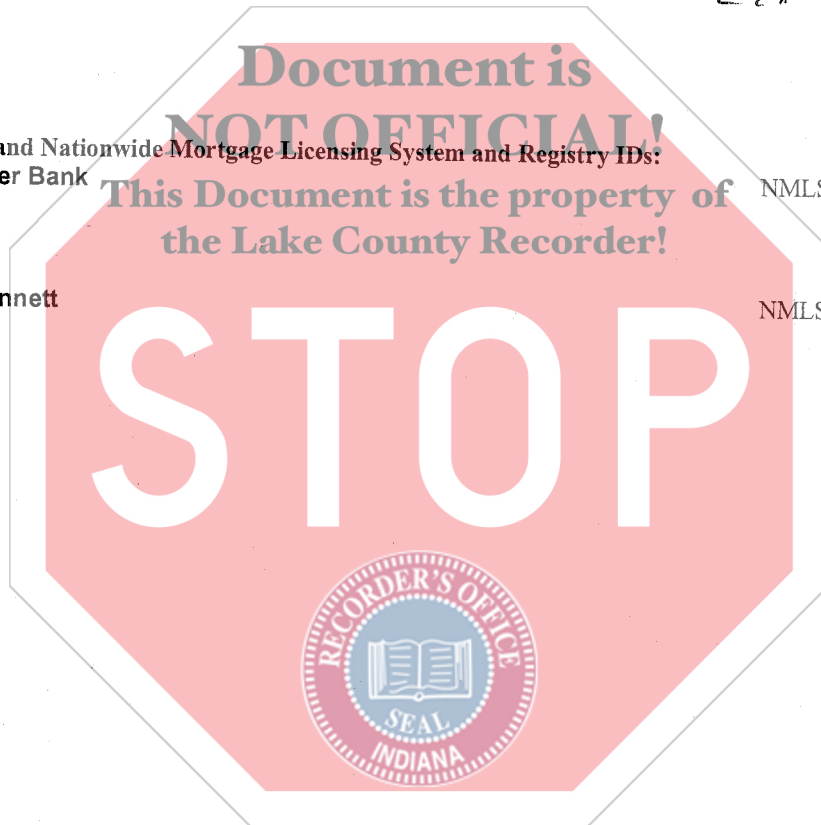 Document is
NOT OFFICIAL!
and Nationwide Mortgage Licensing System and Registry IDs:
er Bank
NMLS
This Document is the property of
the Lake County Recorder!
nnett
NMLS
STOP
RECORDER'S OFFICE
SEAL
INDIANA